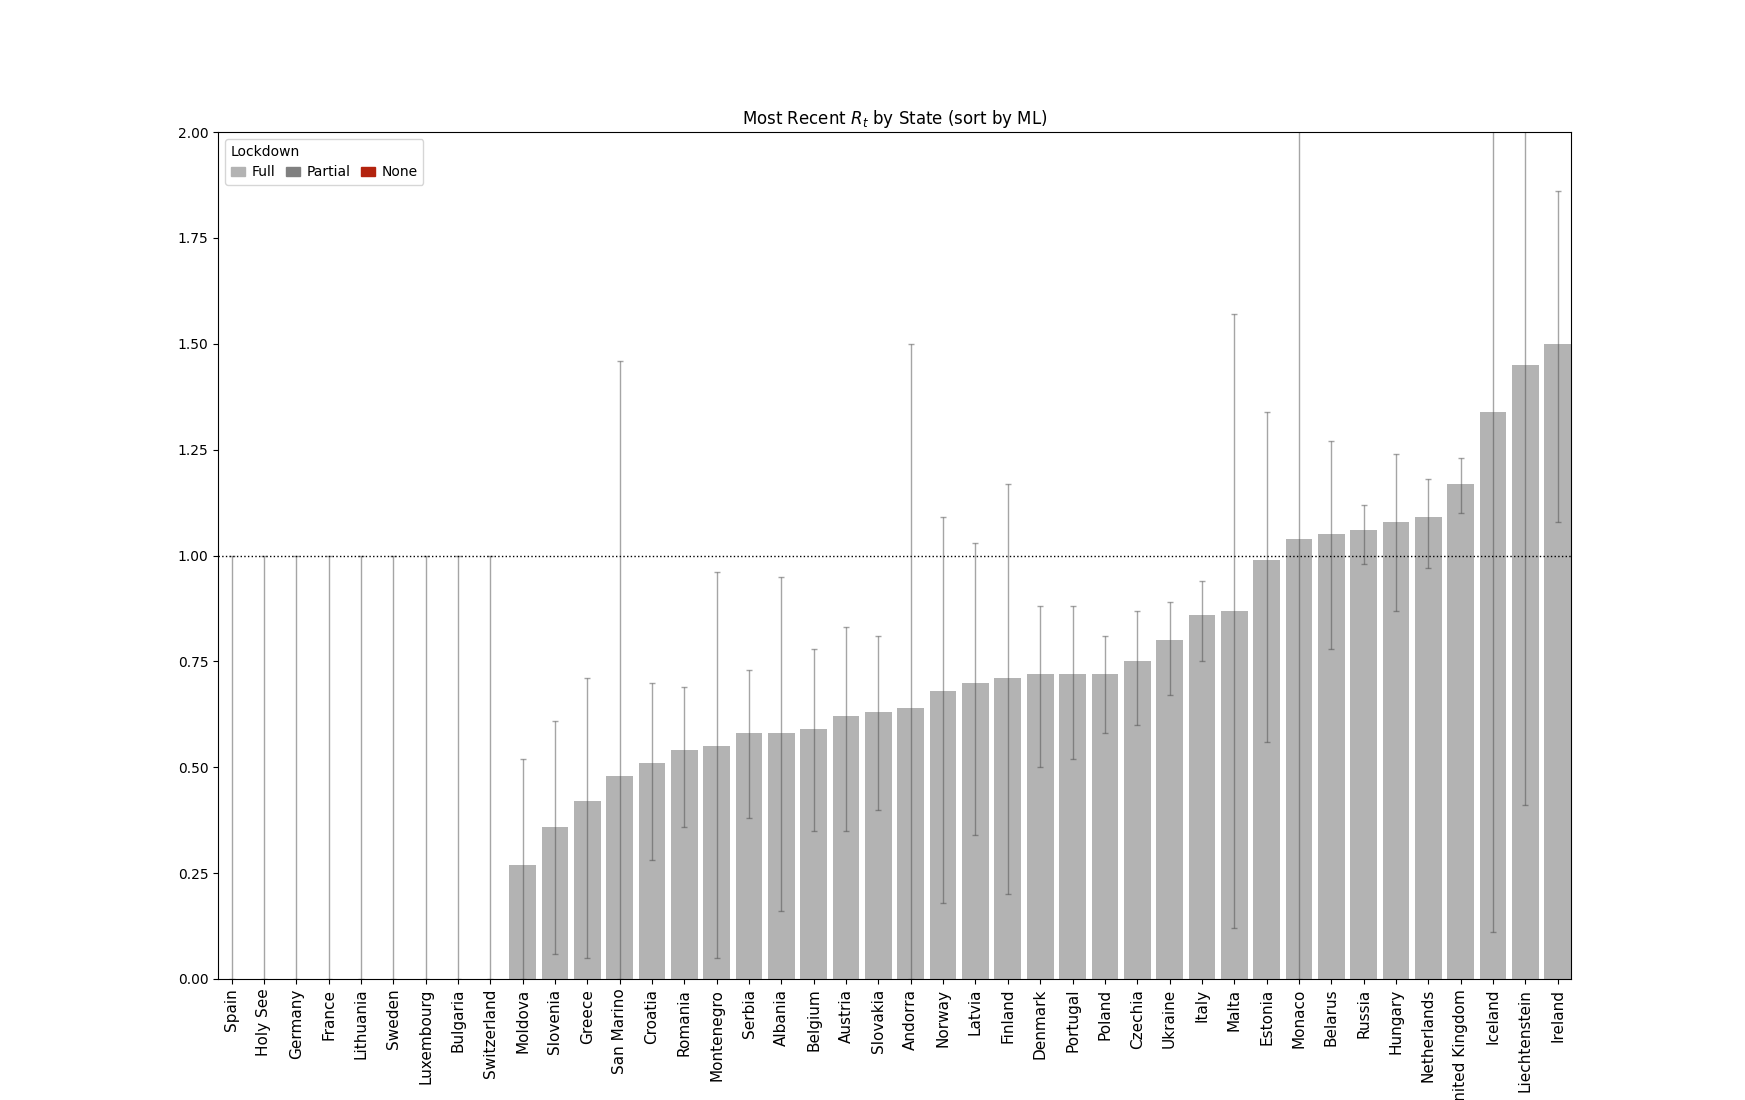 Most Recent Rt by State (sort by ML)
Lockdown
Full Partial None
2.00
1.75
1.50
1.25
1.00
0.75
0.50
0.25
0.00
Spain
Holy See
Germany
France
Lithuania
Sweden
Luxembourg
Bulgaria
Switzerland
Moldova
Slovenia
Greece
San Marino
Croatia
Romania
Montenegro
Serbia
Albania
Belgium
Austria
Slovakia
Andorra
Norway
Latvia
Finland
Denmark
Portugal
Poland
Czechia
Ukraine
Italy
Malta
Estonia
Monaco
Belarus
Russia
Hungary
Netherlands
nited Kingdom
Iceland
Liechtenstein
Ireland